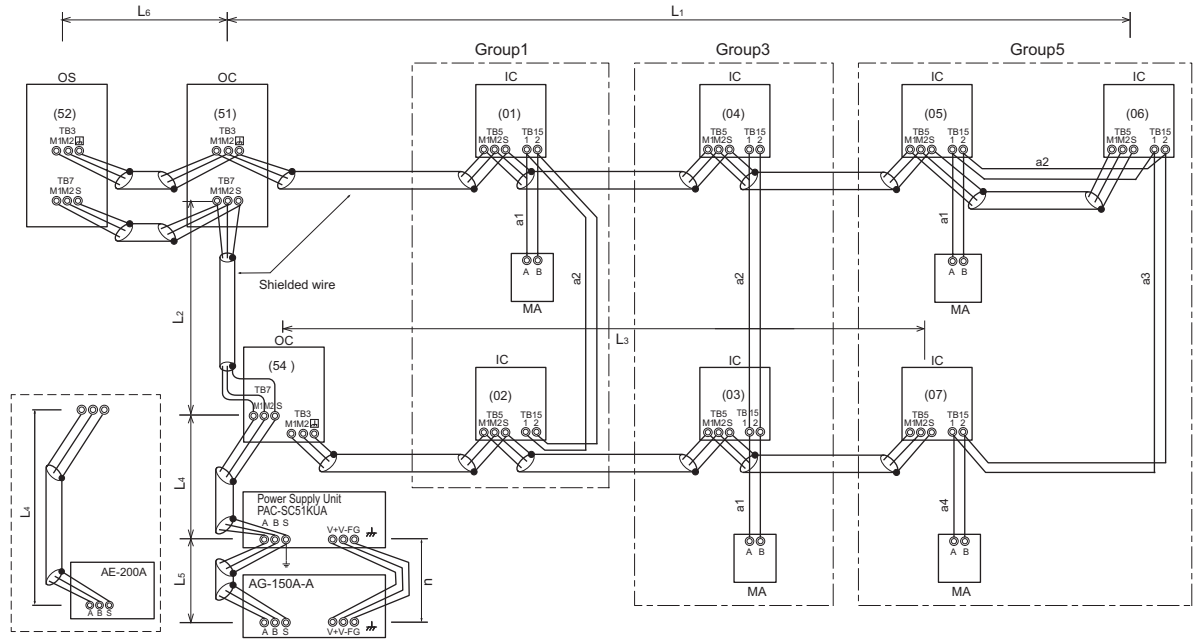 L6
L1
Group1
Group3
Group5
OS
OC
IC
IC
IC
IC
(52)
(51)
(01)
(04)
(05)
(06)
TB3
M1M2
TB3
M1M2
TB5
M1M2S
TB15
1 2
TB5
M1M2S
TB15
1 2
TB5
M1M2S
TB15
1 2
TB5
M1M2S
TB15
1 2
a2
TB7
M1M2S
TB7
M1M2S
a1
a2
a2
a1
a3
A B
MA
A B
MA
Shielded wire
L2
L3
OC
(54 )
IC
IC
IC
(02)
(03)
(07)
TB7
M1M2S
TB3
M1M2
TB5
M1M2S
TB15
1 2
TB5
M1M2S
TB15
1 2
TB5
M1M2S
TB15
1 2
L4
L4
a1
a4
Power Supply Unit
PAC-SC51KUA
A B S
V+V-FG
A B
MA
A B
MA
AE-200A
A B S
L5
n
AG-150A-A
A B S
V+V-FG